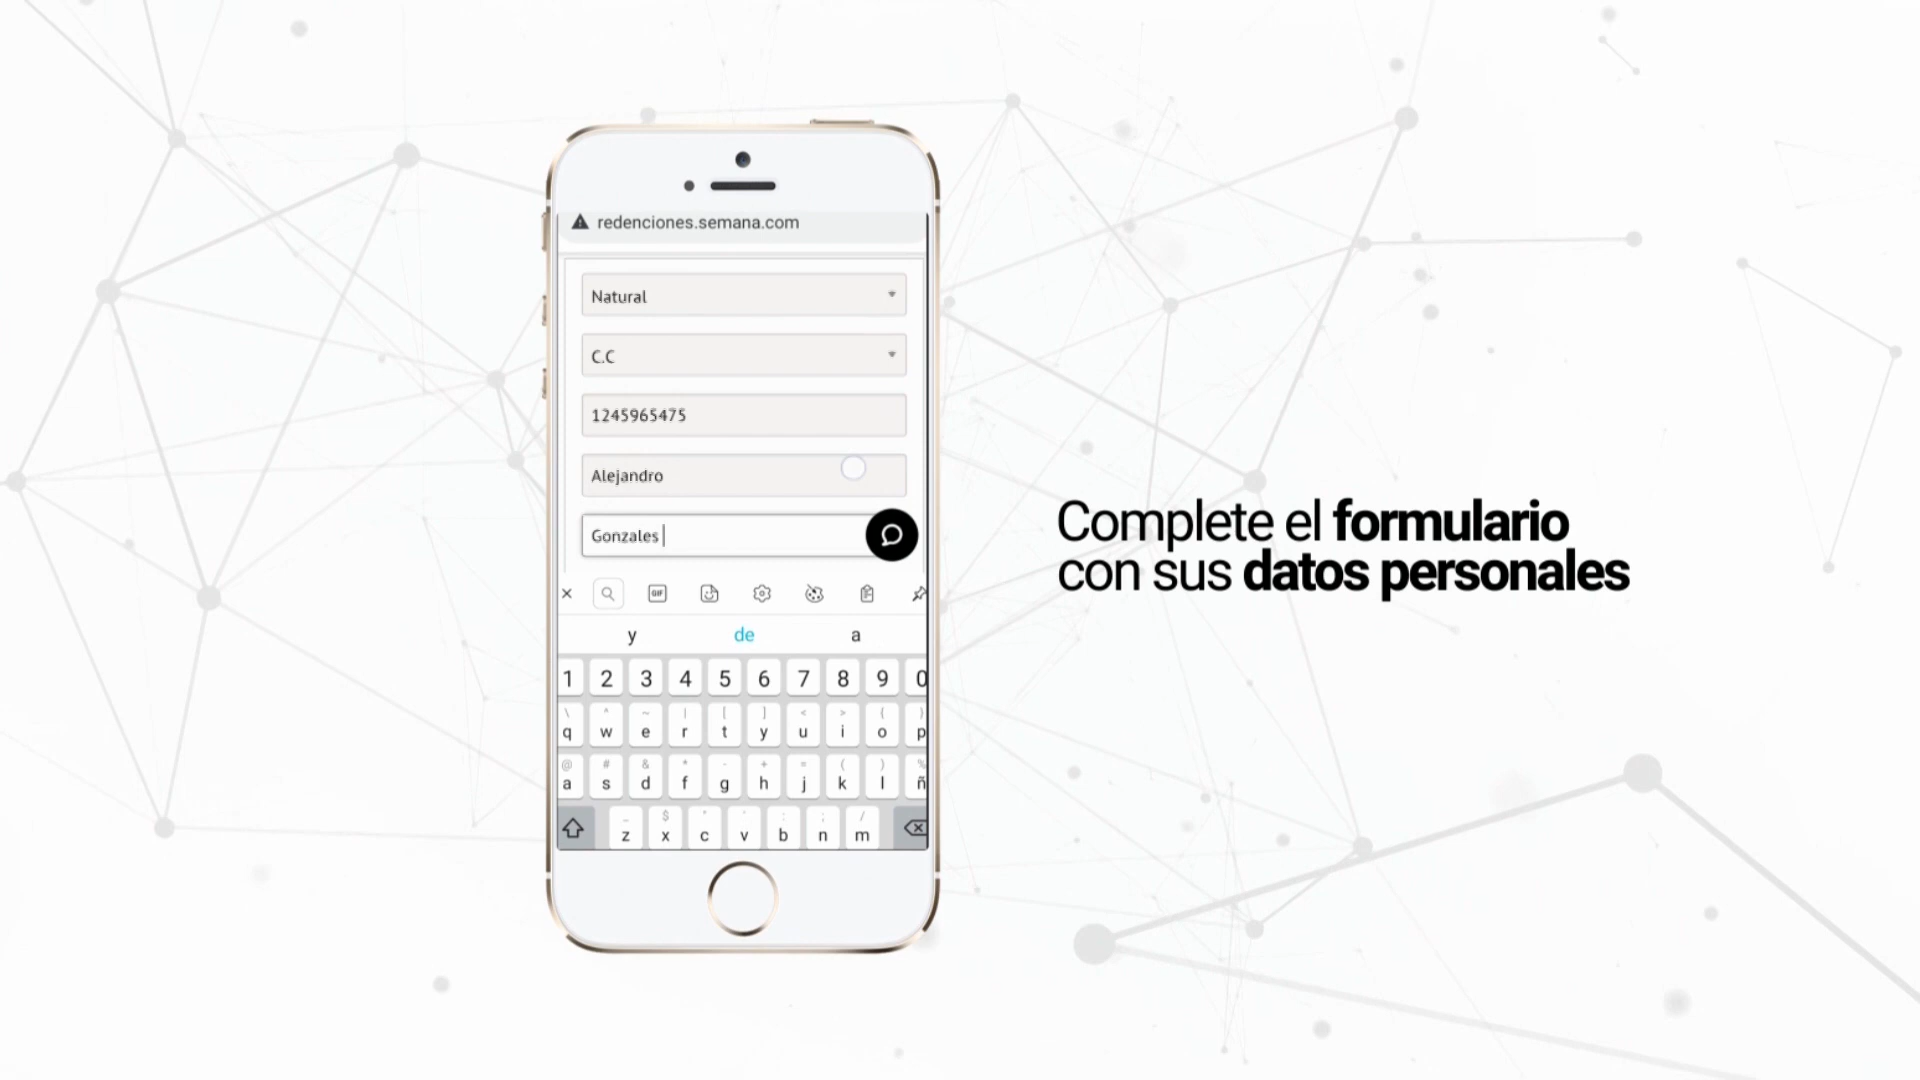 redenciones.semana.com
Natural
C.C
1245965475
Alejandro
Gonzales
Complete el formulario
con sus datos personales
GIF
y de a
1 2 3 4 5 6 7 8 9 0
\ ^ ~ | [ ] < > { }
q w e r t y u i o p
@ # & * - + = ( ) %
a s d f g h j k l ñ
_ $ " ' : ; /
z x c v b n m